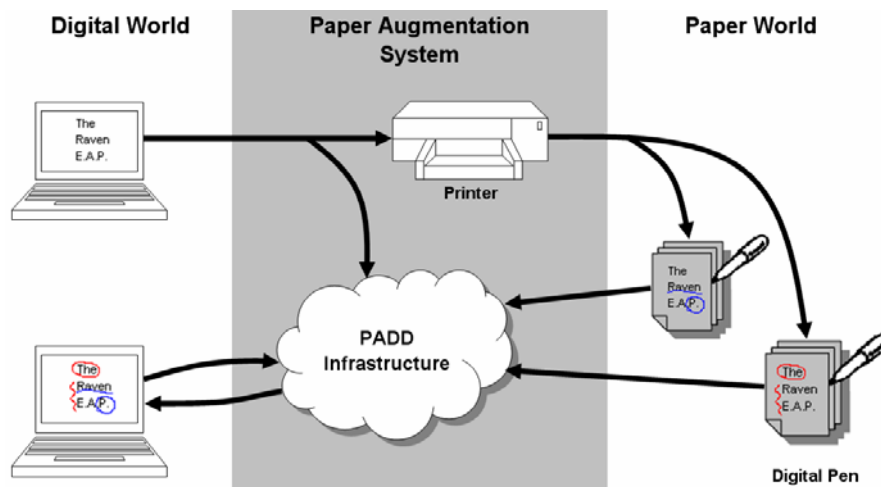 Digital World
Paper Augmentation
System
Paper World
The
Raven
E.A.P.
Printer
The
Raven
E.A.P.
PADD
Infrastructure
The
Raven
E.A.P.
The
Raven
E.A.P.
Digital Pen